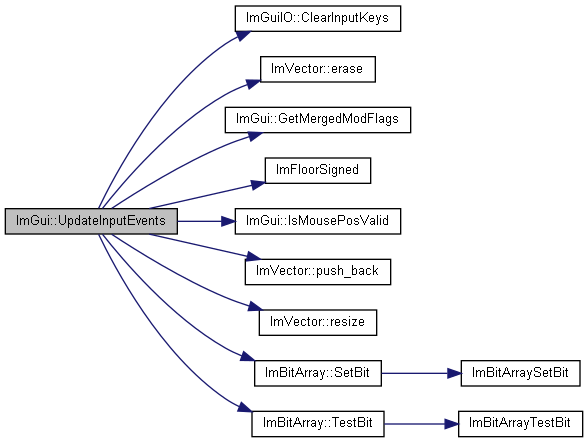 ImGuiIO::ClearInputKeys
ImVector::erase
ImGui::GetMergedModFlags
ImFloorSigned
ImGui::UpdateInputEvents
ImGui::IsMousePosValid
ImVector::push_back
ImVector::resize
ImBitArray::SetBit
ImBitArraySetBit
ImBitArray::TestBit
ImBitArrayTestBit